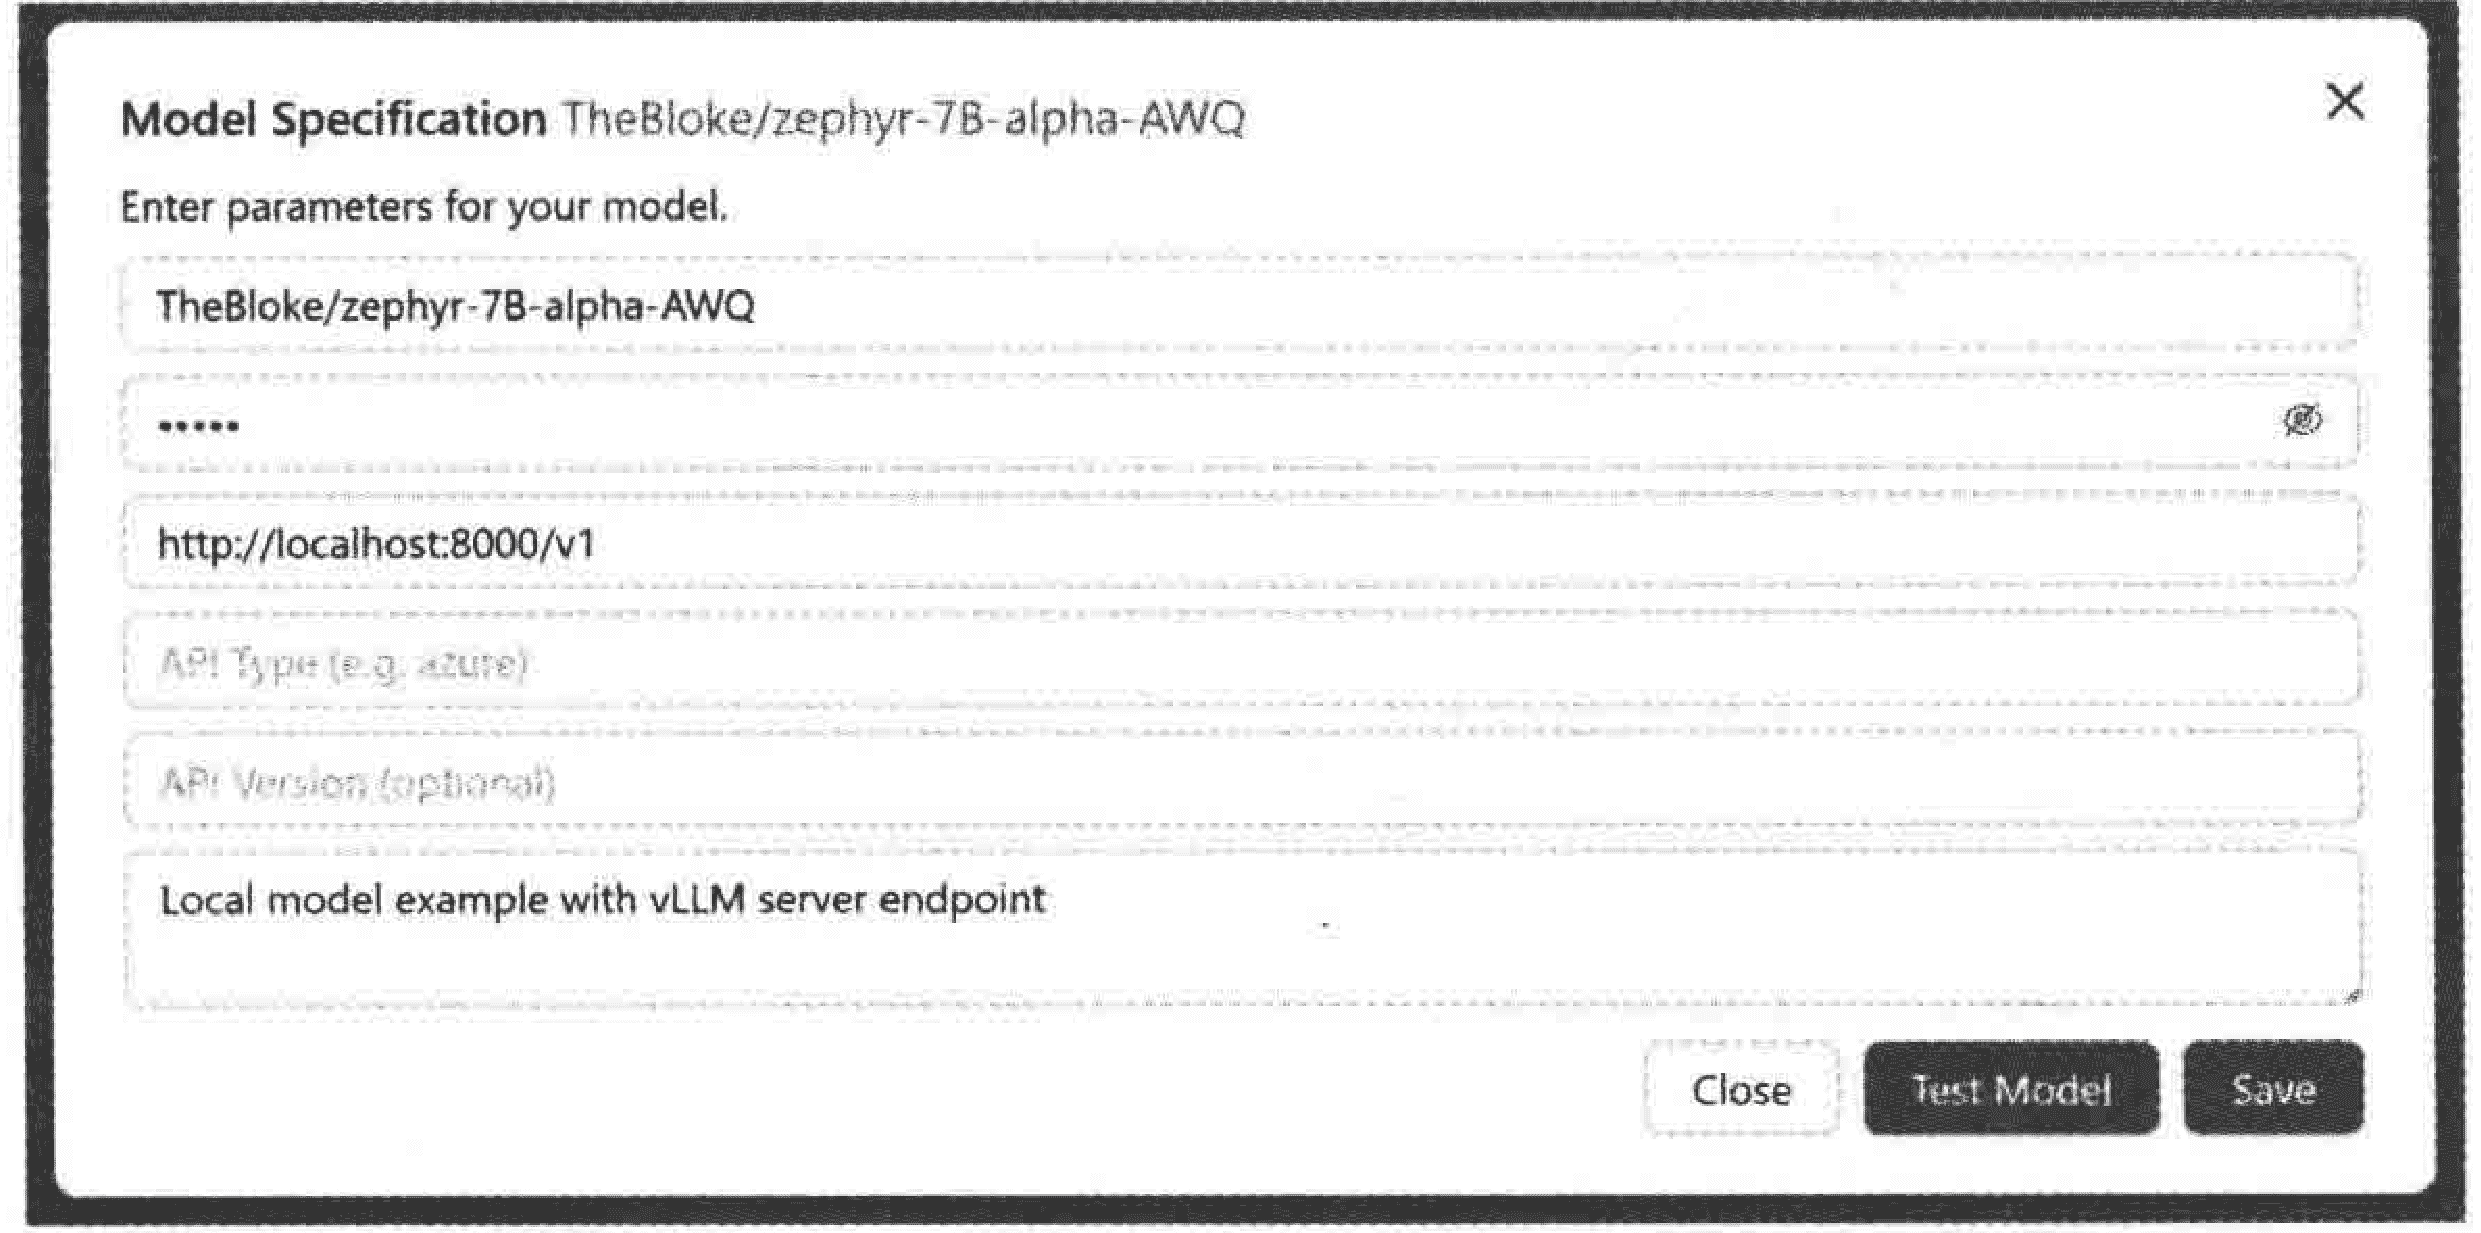 Model Specification TheBloke/zephyr-7B-alpha-AWQ
Enter parameters for your model.
TheBloke/zephyr-7B-alpha-AWQ
•••••
http://localhost:8000/v1
API Type (e.g. azure)
API Version (optional)
Local model example with vLLM server endpoint
Close Test Model Save